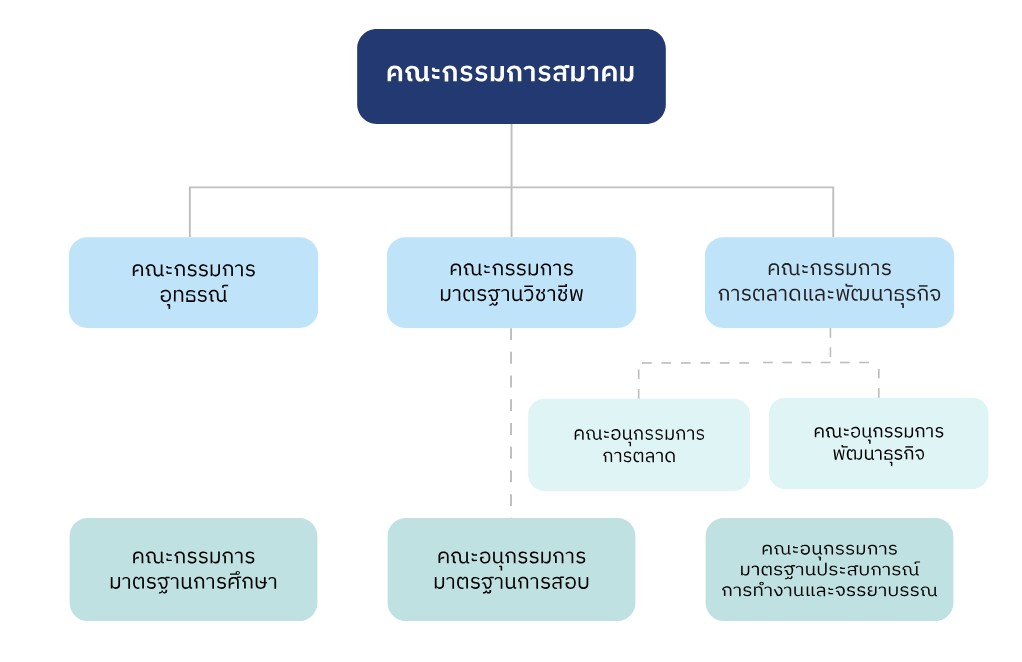 คณะกรรมการสมาคม
คณะกรรมการ
อุทธรณ์
คณะกรรมการ
มาตรฐานวิชาชีพ
คณะกรรมการ
การตลาดและพัฒนาธุรกิจ
คณะอนุกรรมการ
การตลาด
คณะอนุกรรมการ
พัฒนาธุรกิจ
คณะกรรมการ
มาตรฐานการศึกษา
คณะอนุกรรมการ
มาตรฐานการสอบ
คณะอนุกรรมการ
มาตรฐานประสบการณ์
การทำงานและจรรยาบรรณ